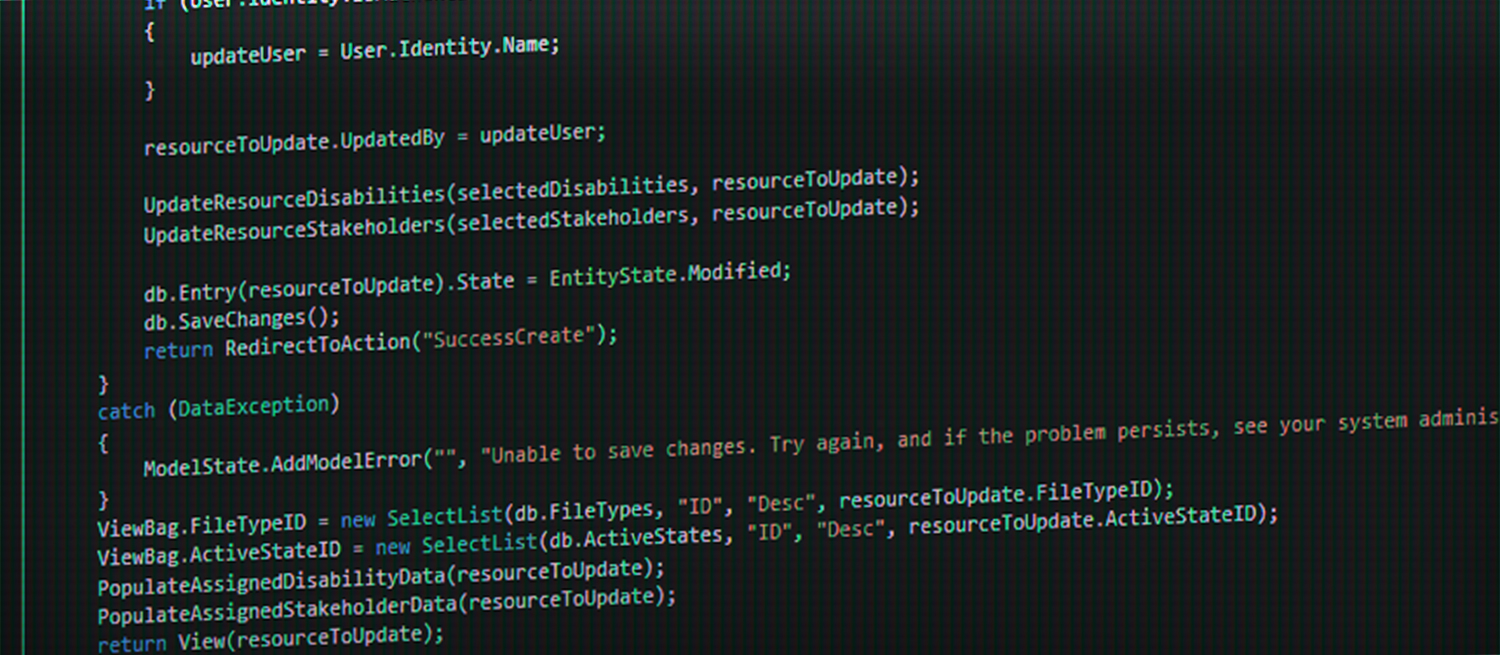 if (User.Identity.
{
updateUser = User.Identity.Name;
}
resourceToUpdate.UpdatedBy = updateUser;
UpdateResourceDisabilities(selectedDisabilities, resourceToUpdate);
UpdateResourceStakeholders(selectedStakeholders, resourceToUpdate);
db.Entry(resourceToUpdate).State = EntityState.Modified;
db.SaveChanges();
return RedirectToAction("SuccessCreate");
}
catch (DataException)
{
ModelState.AddModelError("", "Unable to save changes. Try again, and if the problem persists, see your system adminis
}
ViewBag.FileTypeID = new SelectList(db.FileTypes, "ID", "Desc", resourceToUpdate.FileTypeID);
ViewBag.ActiveStateID = new SelectList(db.ActiveStates, "ID", "Desc", resourceToUpdate.ActiveStateID);
PopulateAssignedDisabilityData(resourceToUpdate);
PopulateAssignedStakeholderData(resourceToUpdate);
return View(resourceToUpdate);